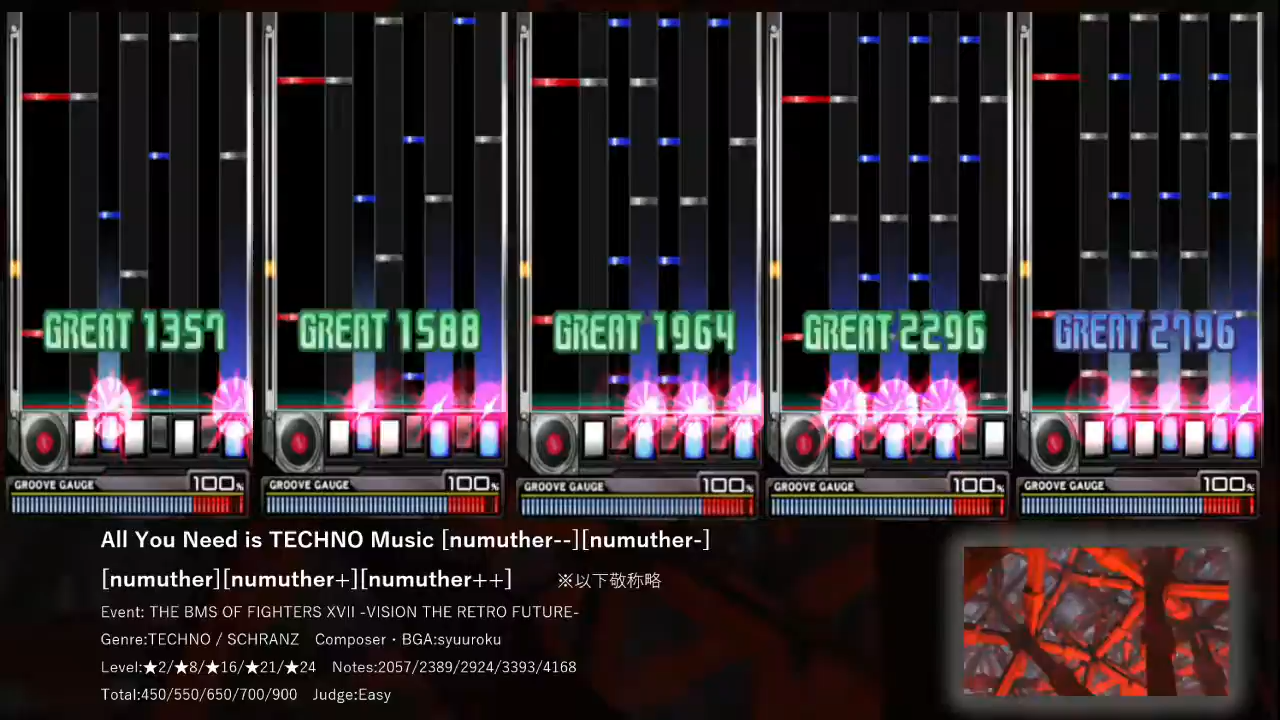 GREAT 1357
GREAT 1588
GREAT 1964
GREAT 2296
GREAT 2796
GROOVE GAUGE 100%
GROOVE GAUGE 100%
GROOVE GAUGE 100%
GROOVE GAUGE 100%
GROOVE GAUGE 100%
All You Need is TECHNO Music [numuther--][numuther-]
[numuther][numuther+][numuther++] ※以下敬称略
Event: THE BMS OF FIGHTERS XVII -VISION THE RETRO FUTURE-
Genre:TECHNO / SCHRANZ Composer・BGA:syuuroku
Level:★2/★8/★16/★21/★24 Notes:2057/2389/2924/3393/4168
Total:450/550/650/700/900 Judge:Easy